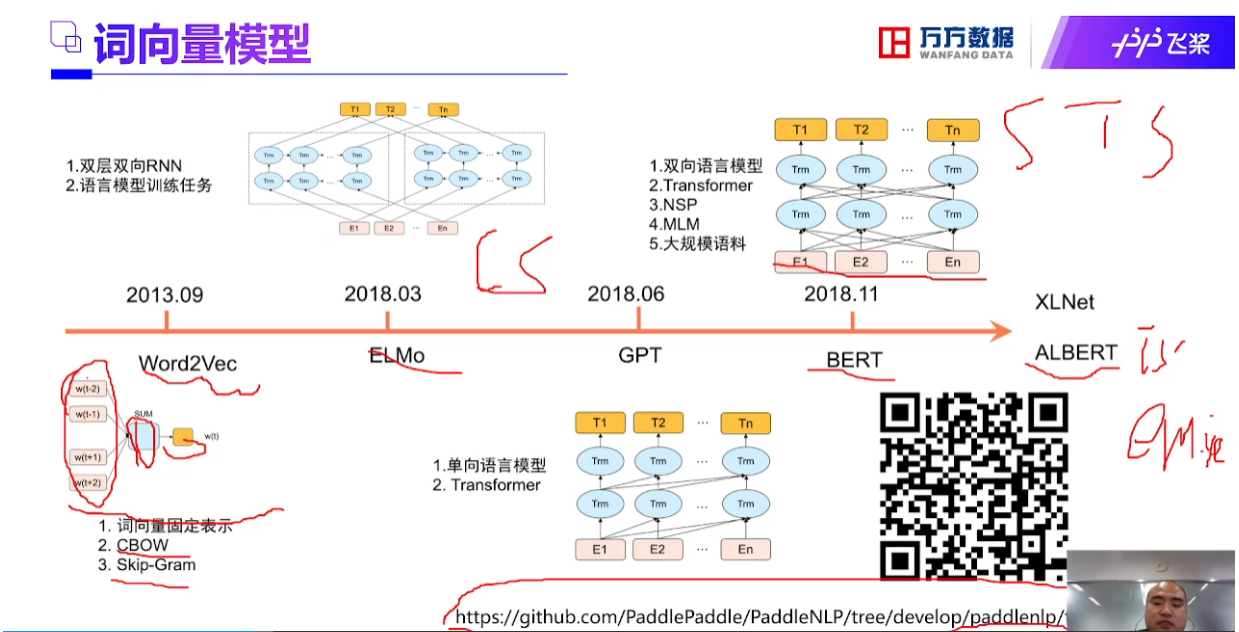 词向量模型
万方数据
WANFANG DATA
飞桨
T1 T2 ... Tn
Trm Trm ... Trm Trm Trm ... Trm
Trm Trm ... Trm Trm Trm ... Trm
E1 E2 ... En
1.双层双向RNN
2.语言模型训练任务
1.双向语言模型
2.Transformer
3.NSP
4.MLM
5.大规模语料
T1 T2 ... Tn
Trm Trm ... Trm
Trm Trm ... Trm
E1 E2 ... En
2013.09
2018.03
2018.06
2018.11
Word2Vec
ELMo
GPT
BERT
XLNet
ALBERT
w(t-2)
w(t-1)
w(t+1)
w(t+2)
SUM
w(t)
1. 词向量固定表示
2. CBOW
3. Skip-Gram
1.单向语言模型
2. Transformer
T1 T2 ... Tn
Trm Trm ... Trm
Trm Trm ... Trm
E1 E2 ... En
https://github.com/PaddlePaddle/PaddleNLP/tree/develop/paddlenlp/